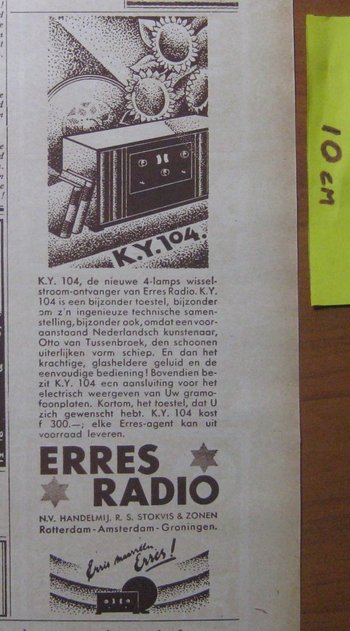 K.Y.104.
K.Y. 104, de nieuwe 4-lamps wissel-
stroom-ontvanger van Erres Radio. K.Y.
104 is een bijzonder toestel, bijzonder
om z'n ingenieuze technische samen-
stelling, bijzonder ook, omdat een voor-
aanstaand Nederlandsch kunstenaar,
Otto van Tussenbroek, den schoonen
uiterlijken vorm schiep. En dan het
krachtige, glasheldere geluid en de
eenvoudige bediening! Bovendien be-
zit K.Y. 104 een aansluiting voor het
electrisch weergeven van Uw gramo-
foonplaten. Kortom, het toestel, dat U
zich gewenscht hebt. K.Y. 104 kost
f 300.—; elke Erres-agent kan uit
voorraad leveren.
ERRES
RADIO
N.V. HANDELMIJ. R. S. STOKVIS & ZONEN
Rotterdam - Amsterdam - Groningen.
Erres!
10 cm